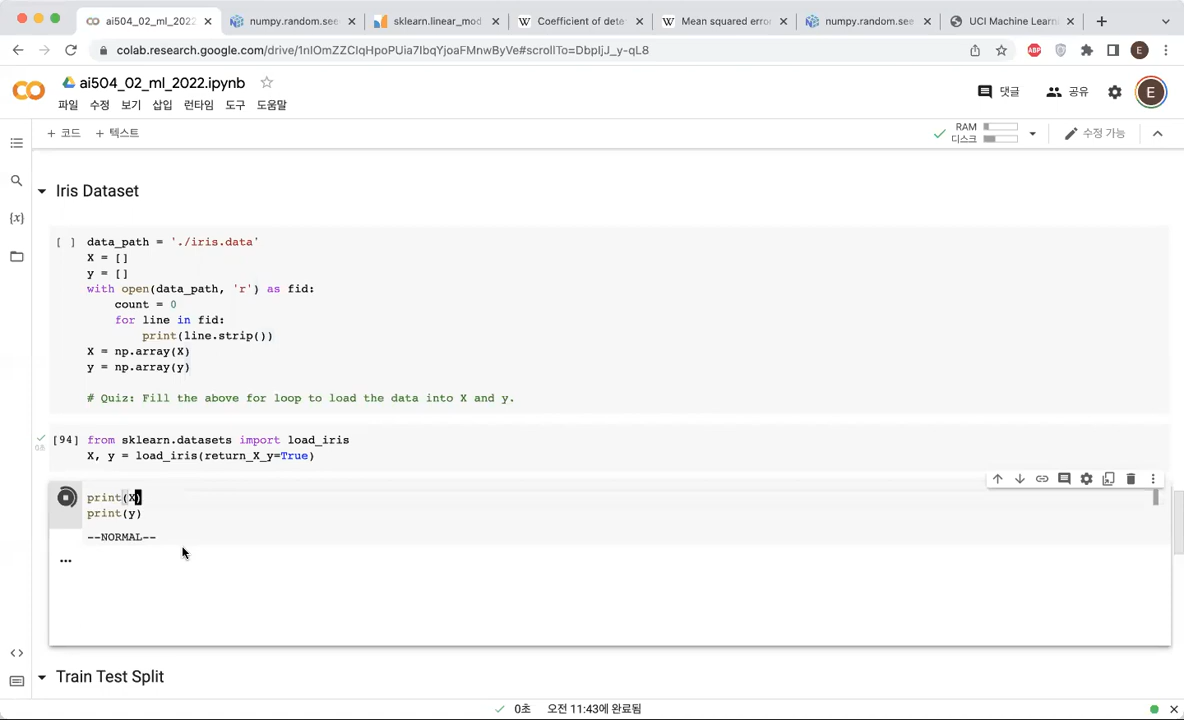 ai504_02_ml_2022.ipynb
numpy.random.see
sklearn.linear_mod
Coefficient of dete
Mean squared error
numpy.random.see
UCI Machine Learni
colab.research.google.com/drive/1nIOmZZCIqHpoPUia7IbqYjoaFMnwByVe#scrollTo=DbpIjJ_y-qL8
ABP
E
CO
ai504_02_ml_2022.ipynb
파일 수정 보기 삽입 런타임 도구 도움말
댓글
공유
E
+ 코드 + 텍스트
RAM
디스크
수정 가능
Iris Dataset
[ ] data_path = './iris.data'
X = []
y = []
with open(data_path, 'r') as fid:
count = 0
for line in fid:
print(line.strip())
X = np.array(X)
y = np.array(y)
# Quiz: Fill the above for loop to load the data into X and y.
0초
[94] from sklearn.datasets import load_iris
X, y = load_iris(return_X_y=True)
print(X)
print(y)
--NORMAL--
...
Train Test Split
0초 오전 11:43에 완료됨